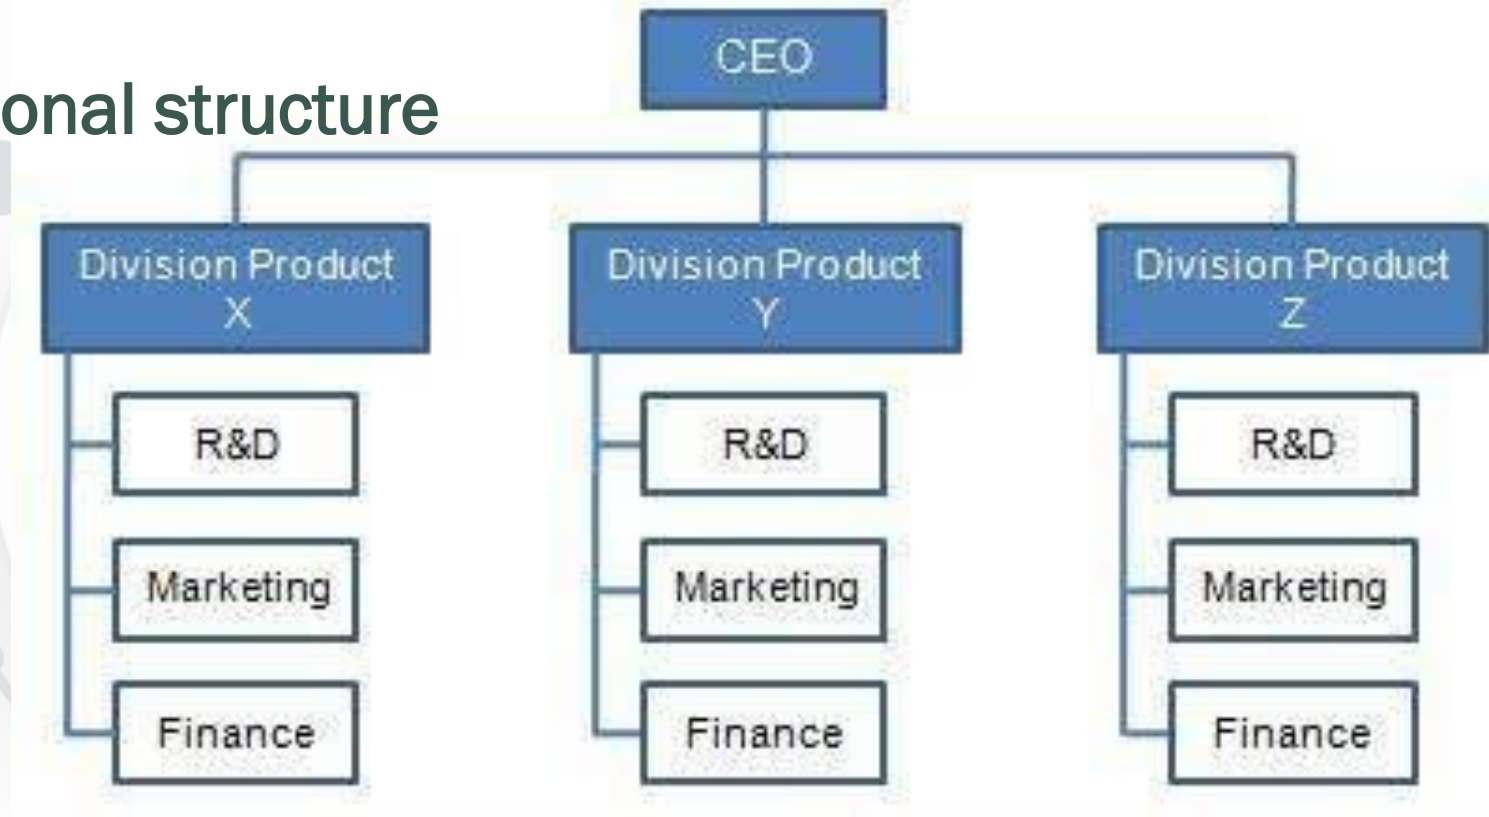 onal structure
CEO
Division Product
X
Division Product
Y
Division Product
Z
R&D
R&D
R&D
Marketing
Marketing
Marketing
Finance
Finance
Finance